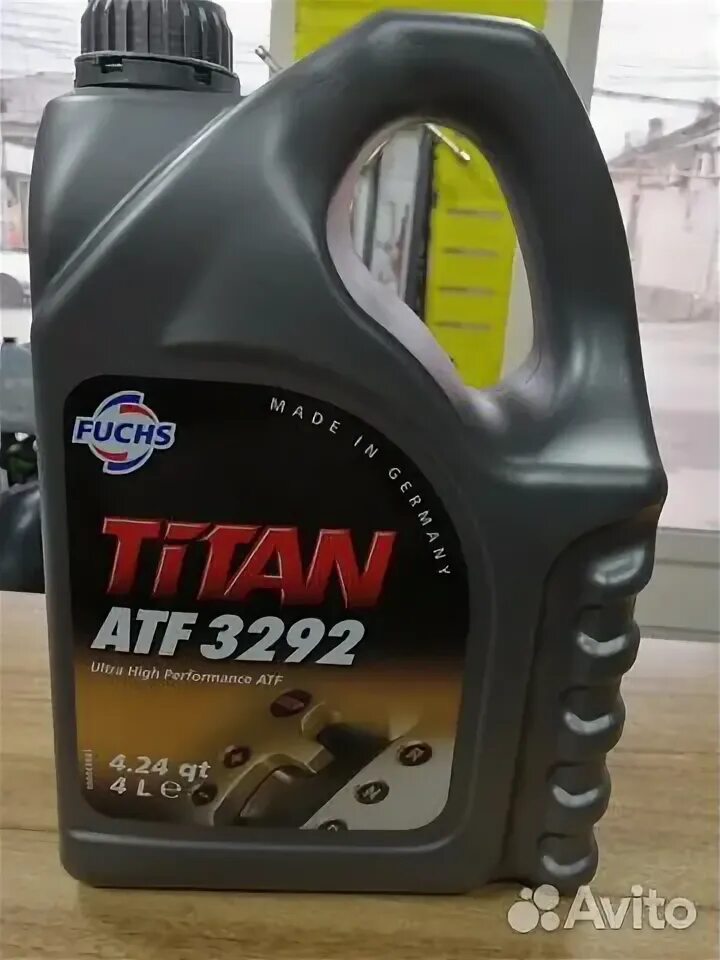 FUCHS
MADE IN GERMANY
TiTAN
ATF 3292
Ultra High Performance ATF
4.24 qt
4 L e
Avito